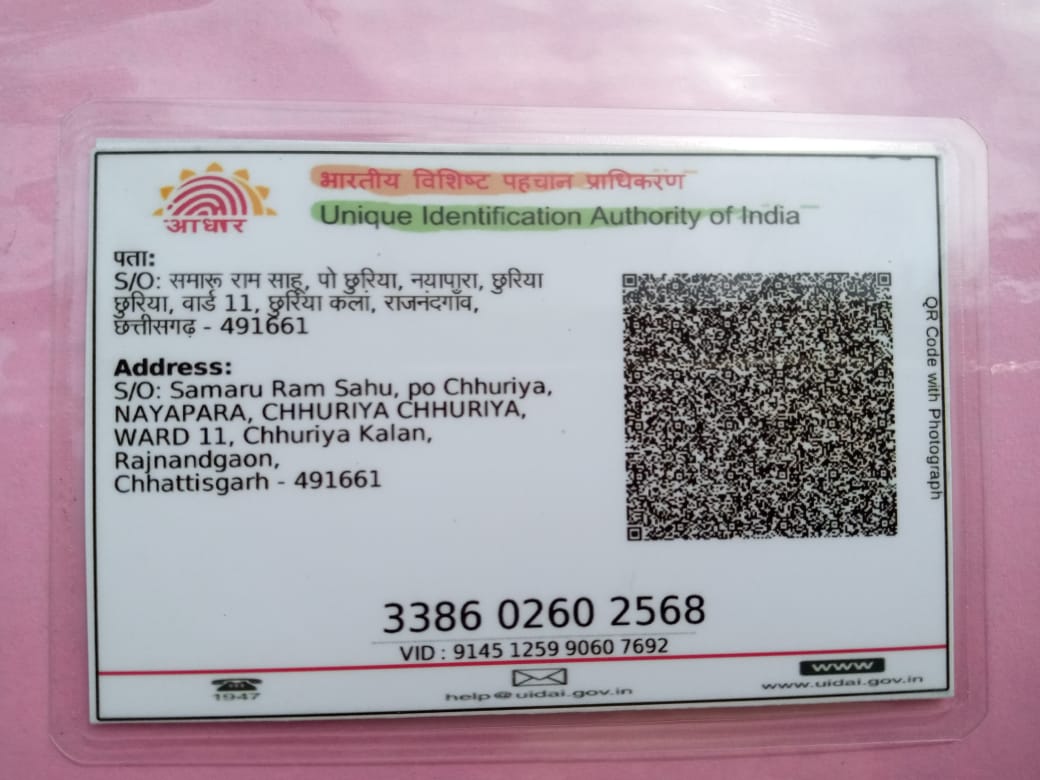 आधार
भारतीय विशिष्ट पहचान प्राधिकरण
Unique Identification Authority of India
पता:
S/O: समारू राम साहू, पो छुरिया, नयापारा, छुरिया
छुरिया, वार्ड 11, छुरिया कलां, राजनंदगाँव,
छत्तीसगढ़ - 491661
Address:
S/O: Samaru Ram Sahu, po Chhuriya,
NAYAPARA, CHHURIYA CHHURIYA,
WARD 11, Chhuriya Kalan,
Rajnandgaon,
Chhattisgarh - 491661
QR Code with Photograph
3386 0260 2568
VID : 9145 1259 9060 7692
1947
help@uidai.gov.in
www
www.uidai.gov.in